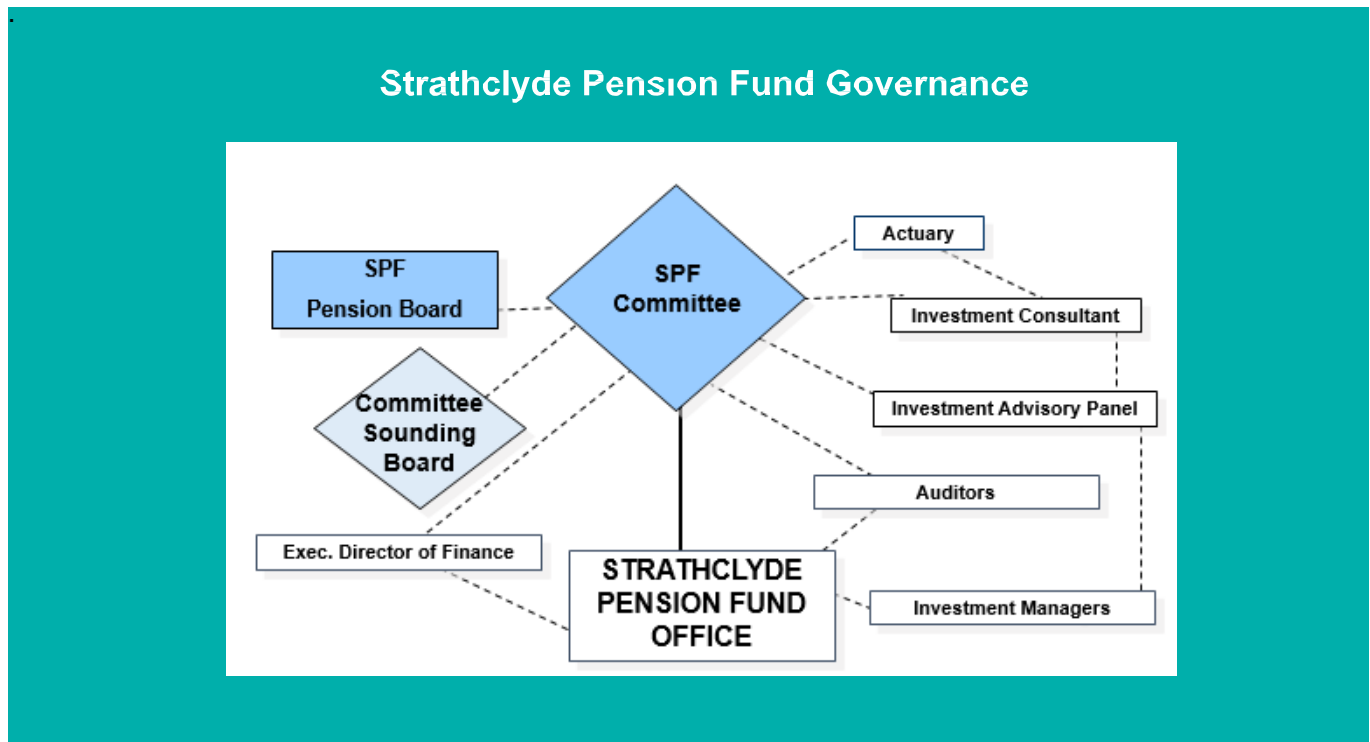 Strathclyde Pension Fund Governance
SPF
Pension Board
SPF
Committee
Actuary
Investment Consultant
Committee
Sounding
Board
Investment Advisory Panel
Auditors
Exec. Director of Finance
STRATHCLYDE
PENSION FUND
OFFICE
Investment Managers